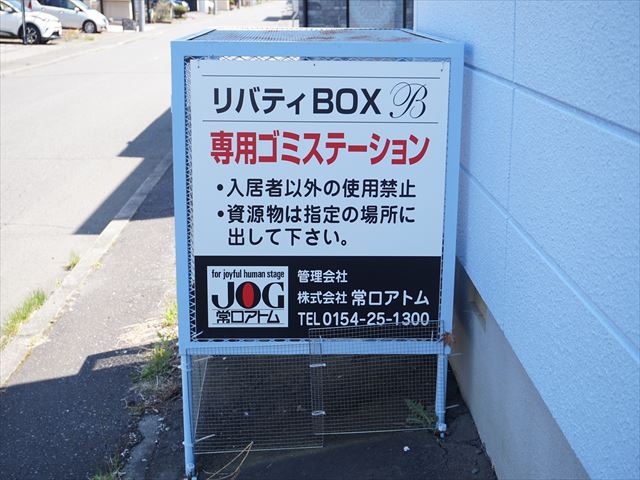 リバティBOX B
専用ゴミステーション
・入居者以外の使用禁止
・資源物は指定の場所に
出して下さい。
for joyful human stage
JOG
常口アトム
管理会社
株式会社 常口アトム
TEL 0154-25-1300